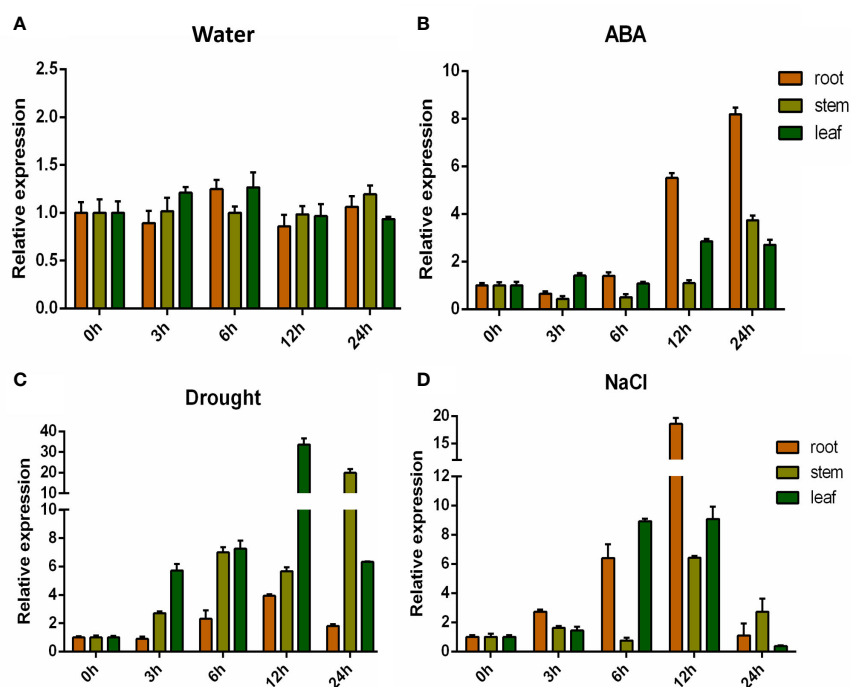 A
Water
Relative expression
2.5
2.0
1.5
1.0
0.5
0.0
0h
3h
6h
12h
24h
B
ABA
Relative expression
10
8
6
4
2
0
0h
3h
6h
12h
24h
root
stem
leaf
C
Drought
Relative expression
40
30
20
10
10
8
6
4
2
0
0h
3h
6h
12h
24h
D
NaCl
Relative expression
20
15
12
10
8
6
4
2
0
0h
3h
6h
12h
24h
root
stem
leaf